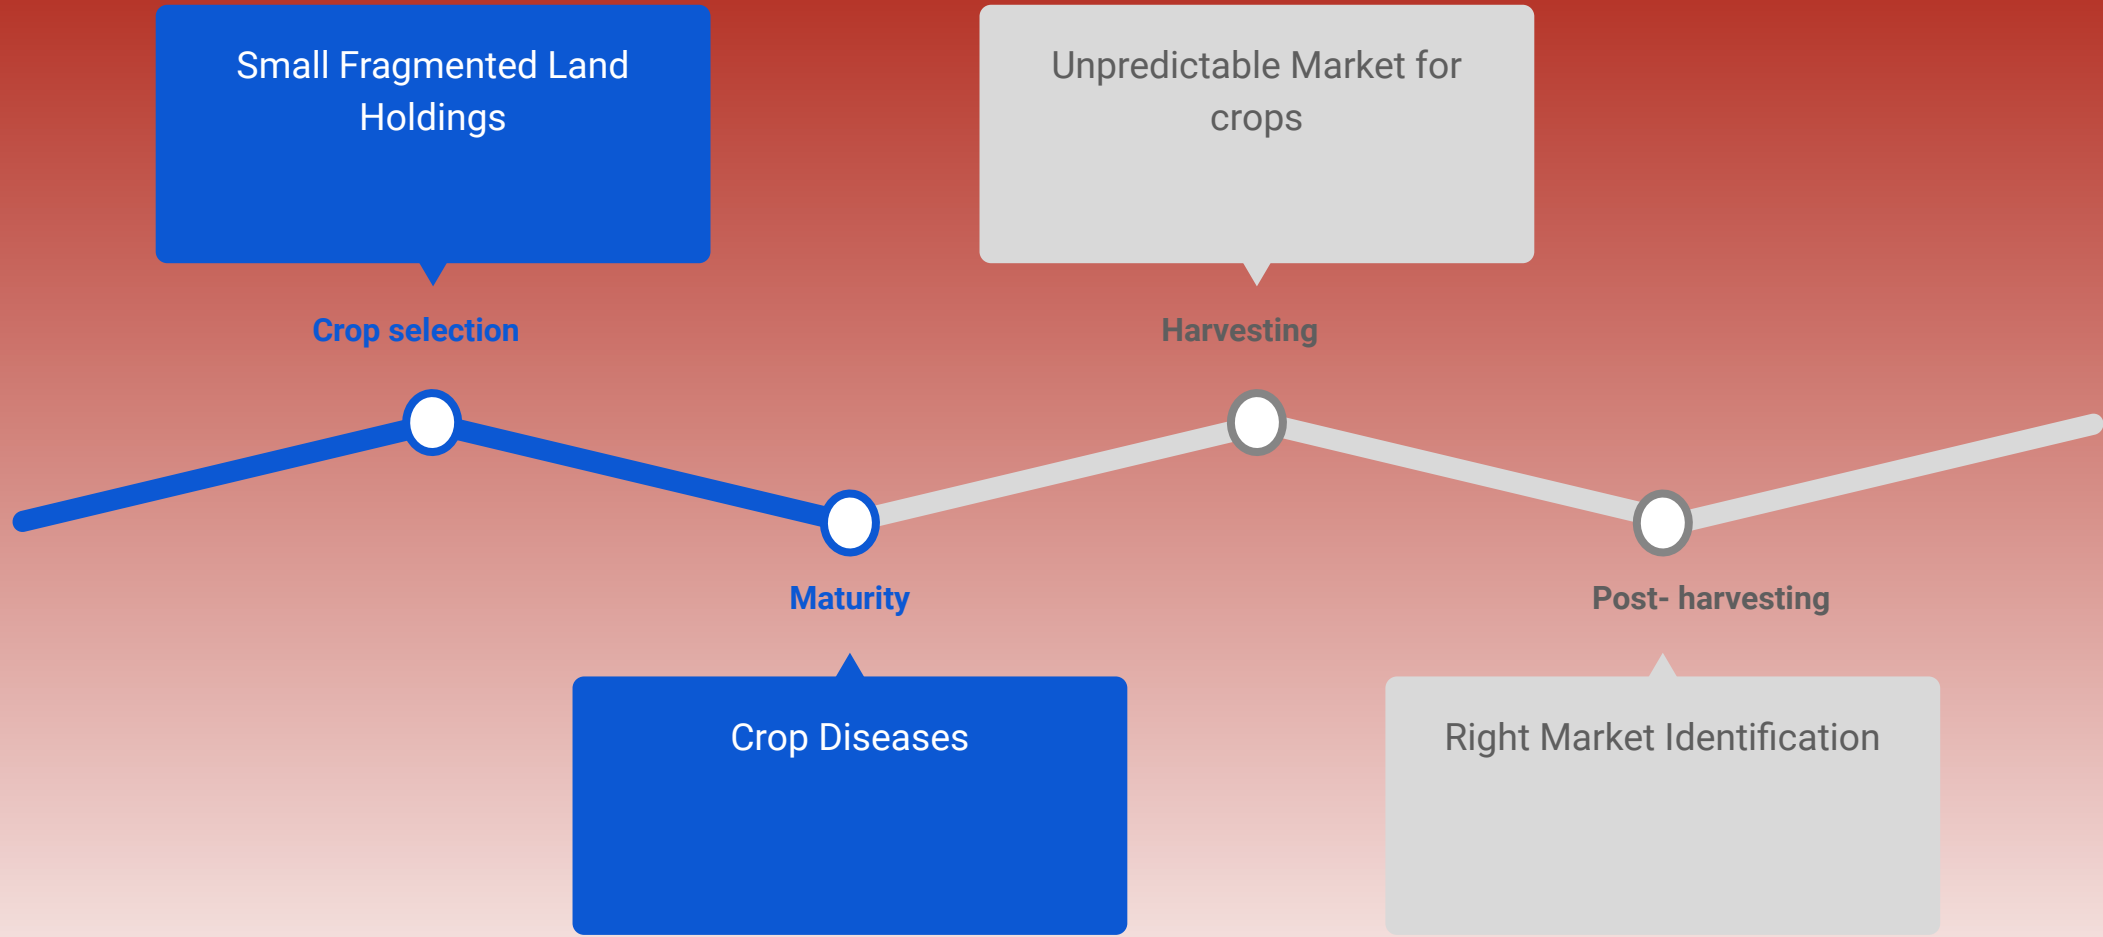 Small Fragmented Land
Holdings
Crop selection
Unpredictable Market for
crops
Harvesting
Maturity
Crop Diseases
Post- harvesting
Right Market Identification